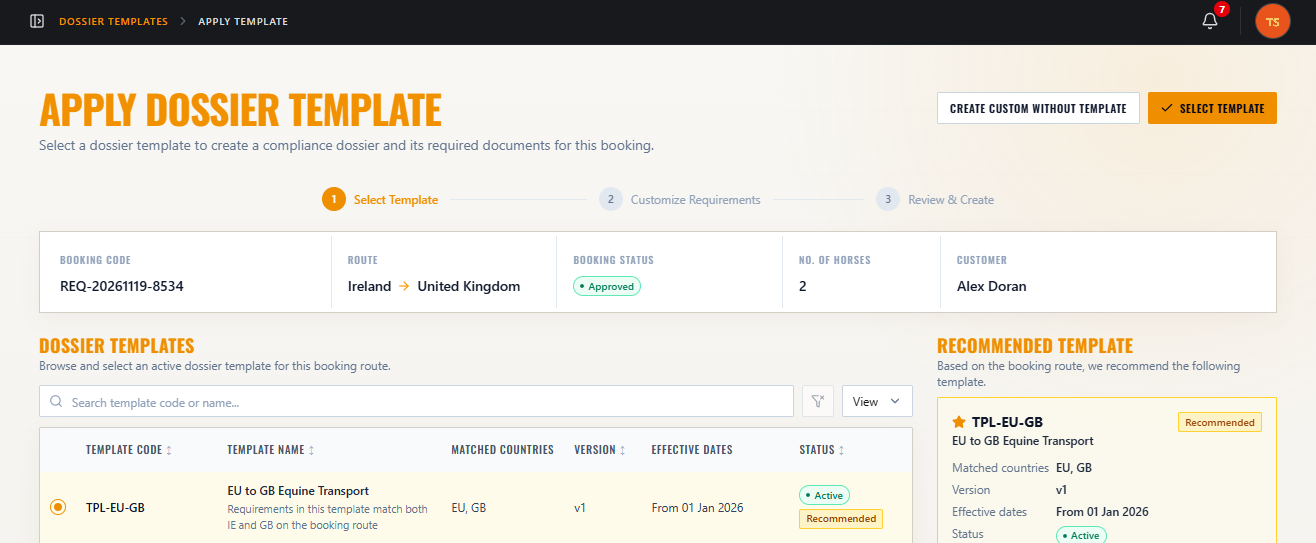 DOSSIER TEMPLATES > APPLY TEMPLATE
7
TS
APPLY DOSSIER TEMPLATE
CREATE CUSTOM WITHOUT TEMPLATE
SELECT TEMPLATE
Select a dossier template to create a compliance dossier and its required documents for this booking.
1 Select Template
2 Customize Requirements
3 Review & Create
BOOKING CODE
REQ-20261119-8534
ROUTE
Ireland → United Kingdom
BOOKING STATUS
Approved
NO. OF HORSES
2
CUSTOMER
Alex Doran
DOSSIER TEMPLATES
Browse and select an active dossier template for this booking route.
Search template code or name...
View
TEMPLATE CODE TEMPLATE NAME MATCHED COUNTRIES VERSION EFFECTIVE DATES STATUS
TPL-EU-GB
EU to GB Equine Transport
Requirements in this template match both
IE and GB on the booking route
EU, GB
v1
From 01 Jan 2026
Active
Recommended
RECOMMENDED TEMPLATE
Based on the booking route, we recommend the following
template.
TPL-EU-GB
Recommended
EU to GB Equine Transport
Matched countries EU, GB
Version v1
Effective dates From 01 Jan 2026
Status Active